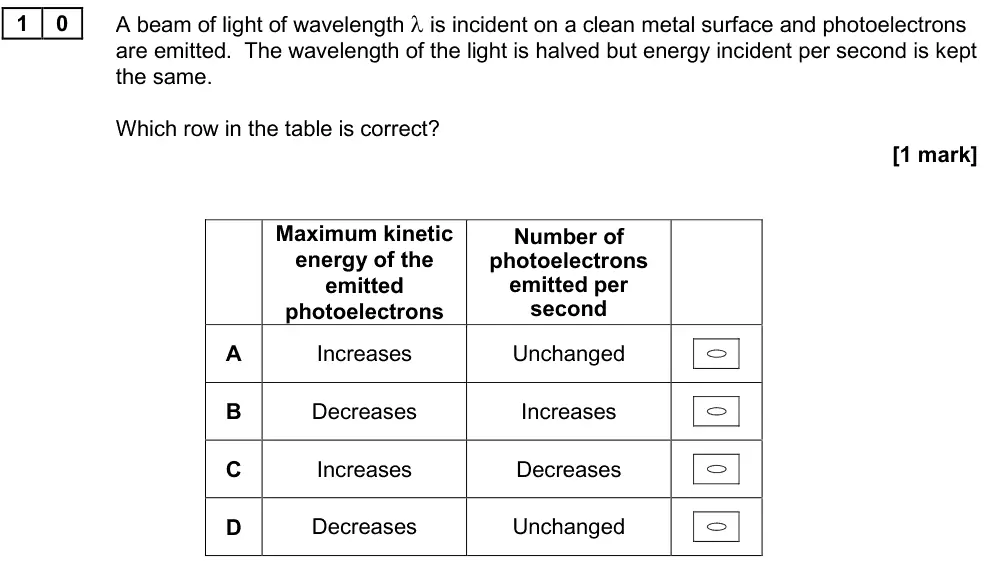 1 0 A beam of light of wavelength λ is incident on a clean metal surface and photoelectrons
are emitted. The wavelength of the light is halved but energy incident per second is kept
the same.
Which row in the table is correct?
[1 mark]
Maximum kinetic
energy of the
emitted
photoelectrons
Number of
photoelectrons
emitted per
second
A Increases Unchanged
B Decreases Increases
C Increases Decreases
D Decreases Unchanged